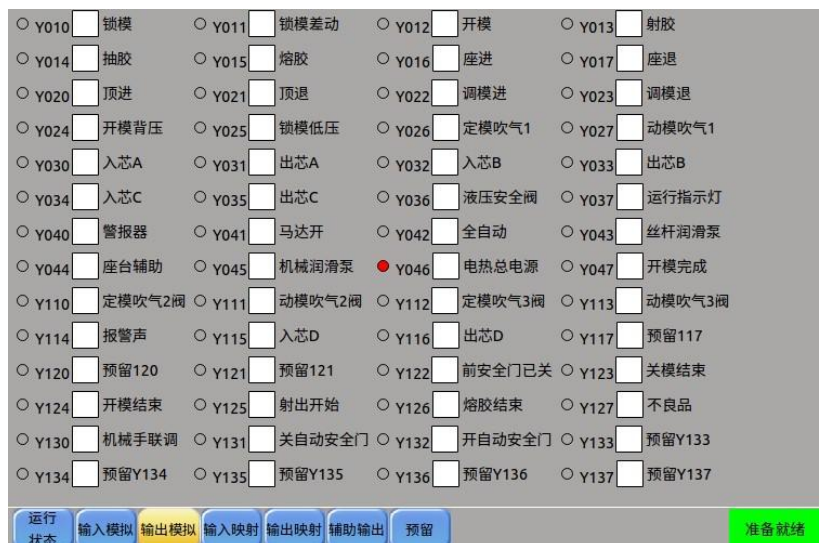 Y010 锁模 Y011 锁模差动 Y012 开模 Y013 射胶
Y014 抽胶 Y015 熔胶 Y016 座进 Y017 座退
Y020 顶进 Y021 顶退 Y022 调模进 Y023 调模退
Y024 开模背压 Y025 锁模低压 Y026 定模吹气1 Y027 动模吹气1
Y030 入芯A Y031 出芯A Y032 入芯B Y033 出芯B
Y034 入芯C Y035 出芯C Y036 液压安全阀 Y037 运行指示灯
Y040 警报器 Y041 马达开 Y042 全自动 Y043 丝杆润滑泵
Y044 座台辅助 Y045 机械润滑泵 Y046 电热总电源 Y047 开模完成
Y110 定模吹气2阀 Y111 动模吹气2阀 Y112 定模吹气3阀 Y113 动模吹气3阀
Y114 报警声 Y115 入芯D Y116 出芯D Y117 预留117
Y120 预留120 Y121 预留121 Y122 前安全门已关 Y123 关模结束
Y124 开模结束 Y125 射出开始 Y126 熔胶结束 Y127 不良品
Y130 机械手联调 Y131 关自动安全门 Y132 开自动安全门 Y133 预留Y133
Y134 预留Y134 Y135 预留Y135 Y136 预留Y136 Y137 预留Y137
运行状态 输入模拟 输出模拟 输入映射 输出映射 辅助输出 预留 准备就绪